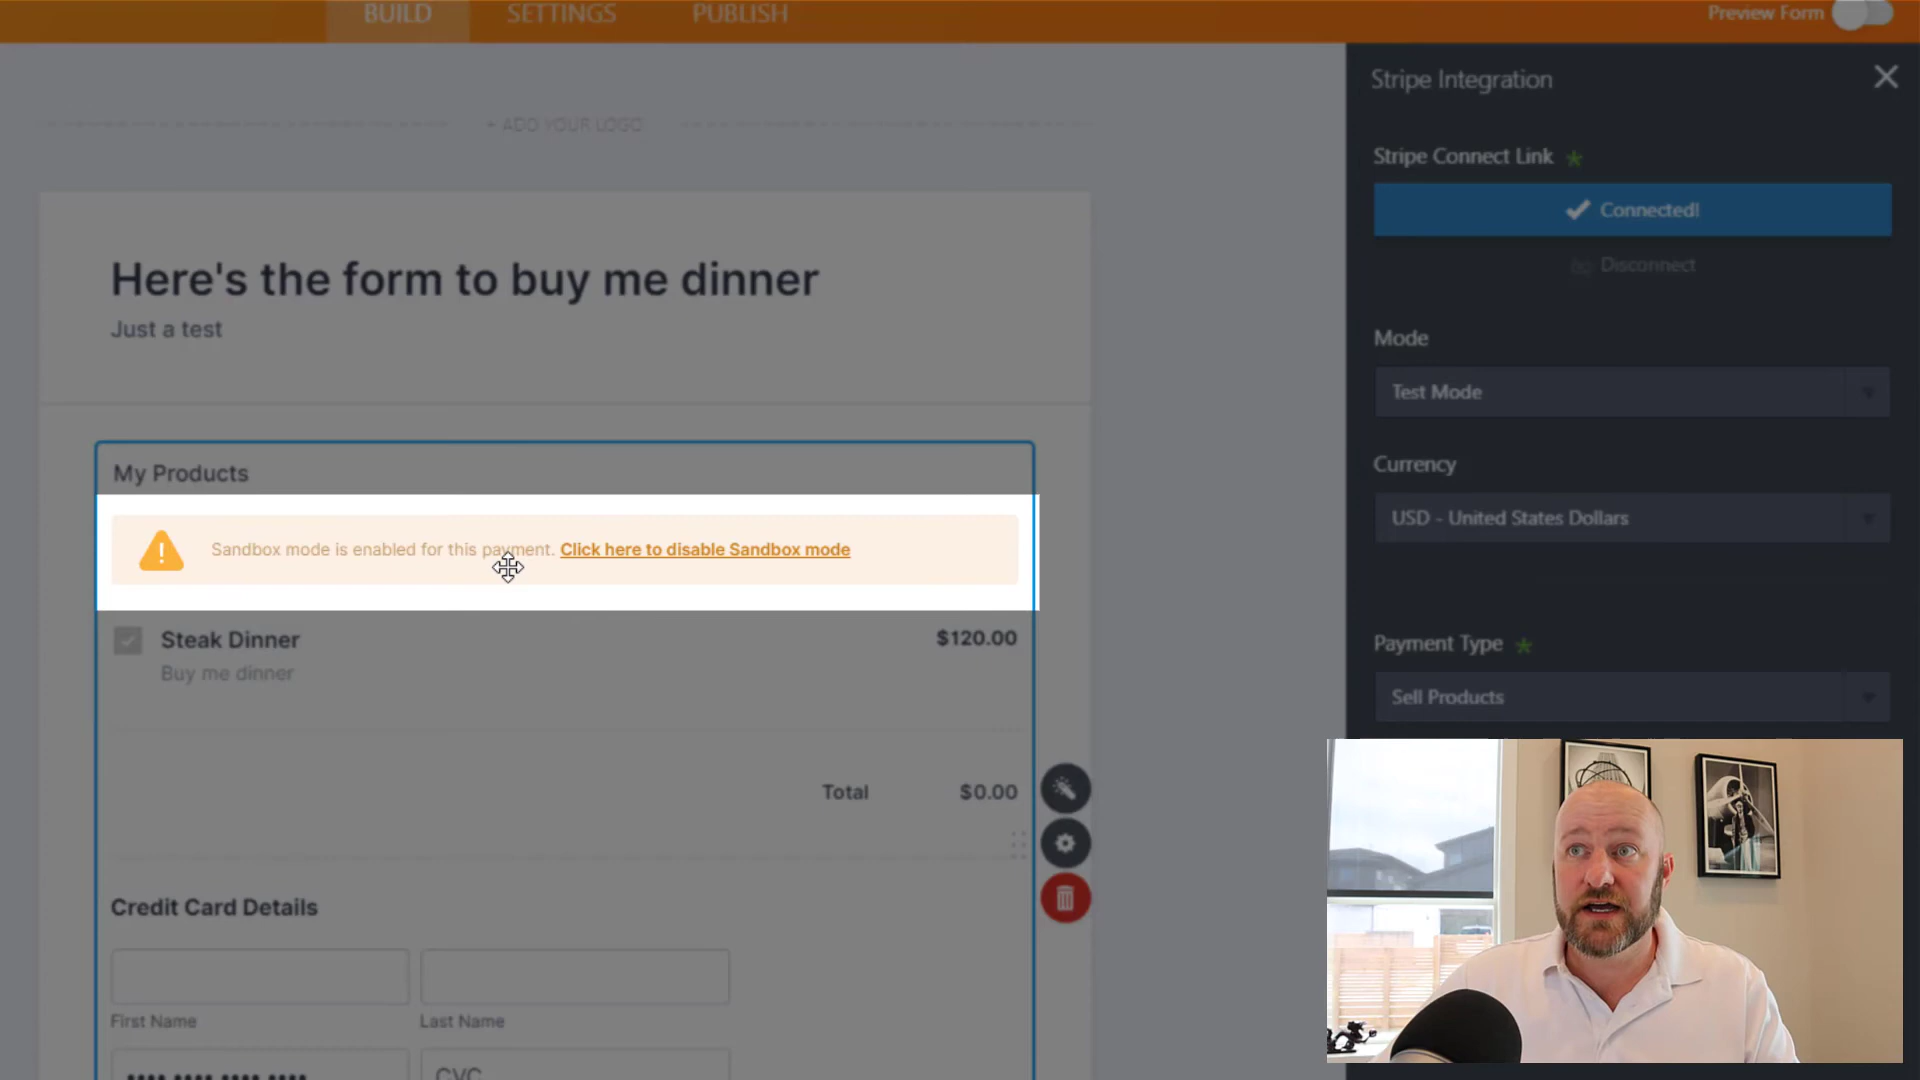 BUILD SETTINGS PUBLISH Preview Form
+ ADD YOUR LOGO
Here's the form to buy me dinner
Just a test
My Products
Sandbox mode is enabled for this payment. Click here to disable Sandbox mode
Steak Dinner $120.00
Buy me dinner
Total $0.00
Credit Card Details
First Name Last Name
CVC
Stripe Integration
Stripe Connect Link *
Connected!
Disconnect
Mode
Test Mode
Currency
USD - United States Dollars
Payment Type *
Sell Products